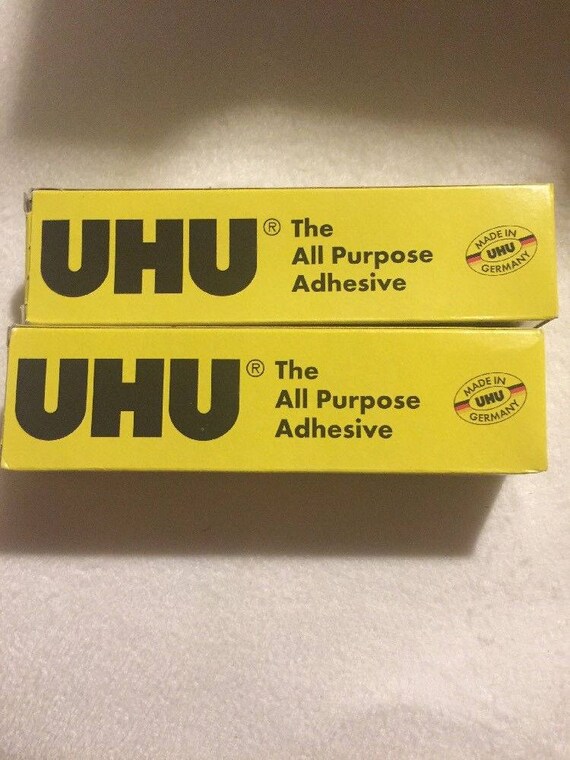 UHU® The
All Purpose
Adhesive
MADE IN
UHU
GERMANY
UHU® The
All Purpose
Adhesive
MADE IN
UHU
GERMANY